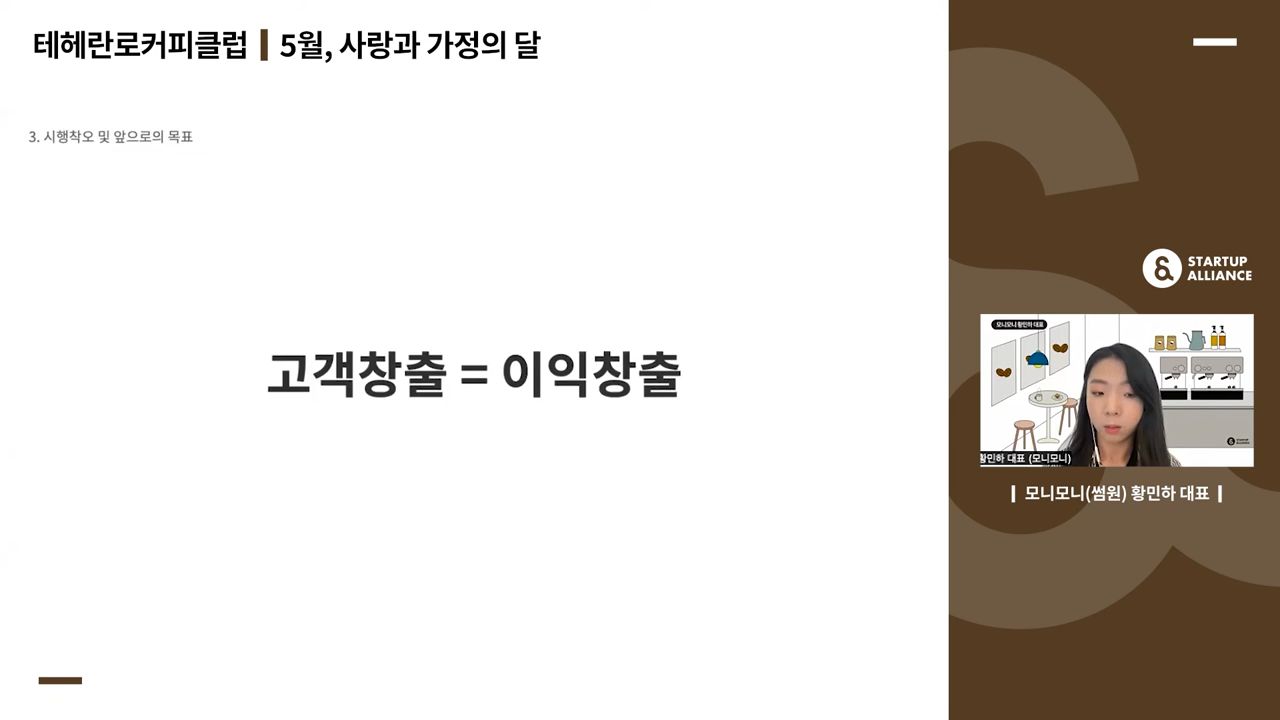 테헤란로커피클럽 | 5월, 사랑과 가정의 달
3. 시행착오 및 앞으로의 목표
고객창출 = 이익창출
STARTUP
ALLIANCE
모니모니 황민하 대표
황민하 대표 (모니모니)
STARTUP
ALLIANCE
| 모니모니(썸원) 황민하 대표 |